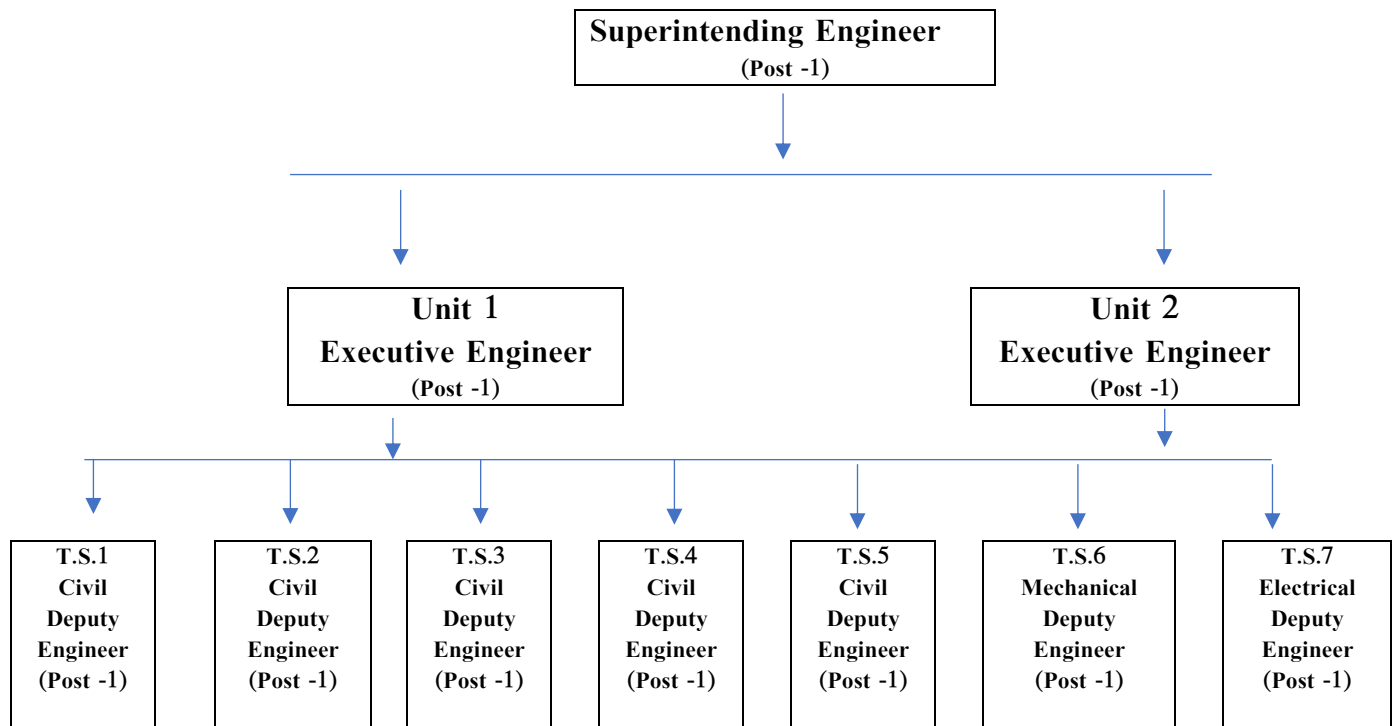 Superintending Engineer
(Post -1)
Unit 1
Executive Engineer
(Post -1)
Unit 2
Executive Engineer
(Post -1)
T.S.1
Civil
Deputy
Engineer
(Post -1)
T.S.2
Civil
Deputy
Engineer
(Post -1)
T.S.3
Civil
Deputy
Engineer
(Post -1)
T.S.4
Civil
Deputy
Engineer
(Post -1)
T.S.5
Civil
Deputy
Engineer
(Post -1)
T.S.6
Mechanical
Deputy
Engineer
(Post -1)
T.S.7
Electrical
Deputy
Engineer
(Post -1)